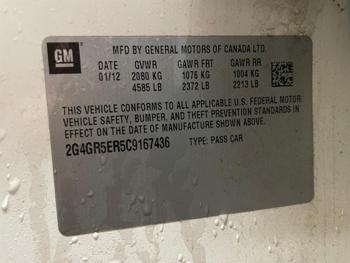 GM
MFD BY GENERAL MOTORS OF CANADA LTD.
DATE GVWR GAWR FRT GAWR RR
01/12 2080 KG 1076 KG 1004 KG
4585 LB 2372 LB 2213 LB
THIS VEHICLE CONFORMS TO ALL APPLICABLE U.S. FEDERAL MOTOR
VEHICLE SAFETY, BUMPER, AND THEFT PREVENTION STANDARDS IN
EFFECT ON THE DATE OF MANUFACTURE SHOWN ABOVE.
2G4GR5ER5C9167436 TYPE: PASS CAR